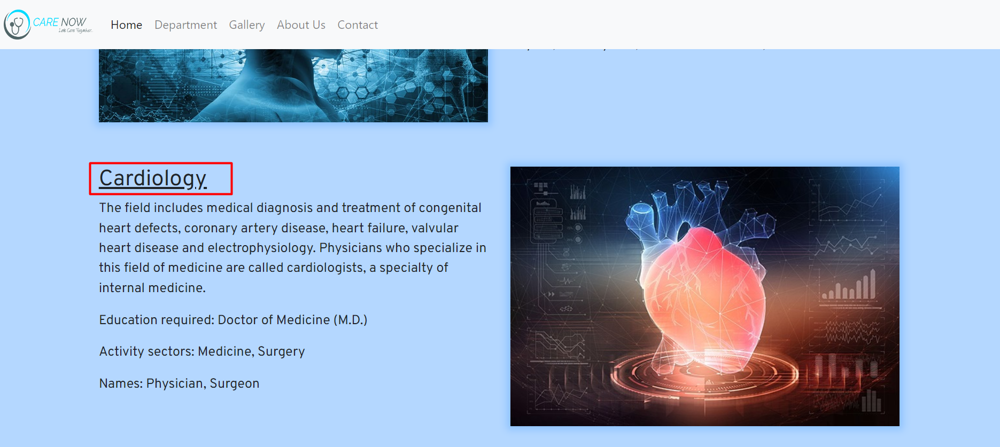 CARE NOW
Let's Care Togather..
Home Department Gallery About Us Contact
Cardiology
The field includes medical diagnosis and treatment of congenital
heart defects, coronary artery disease, heart failure, valvular
heart disease and electrophysiology. Physicians who specialize in
this field of medicine are called cardiologists, a specialty of
internal medicine.
Education required: Doctor of Medicine (M.D.)
Activity sectors: Medicine, Surgery
Names: Physician, Surgeon